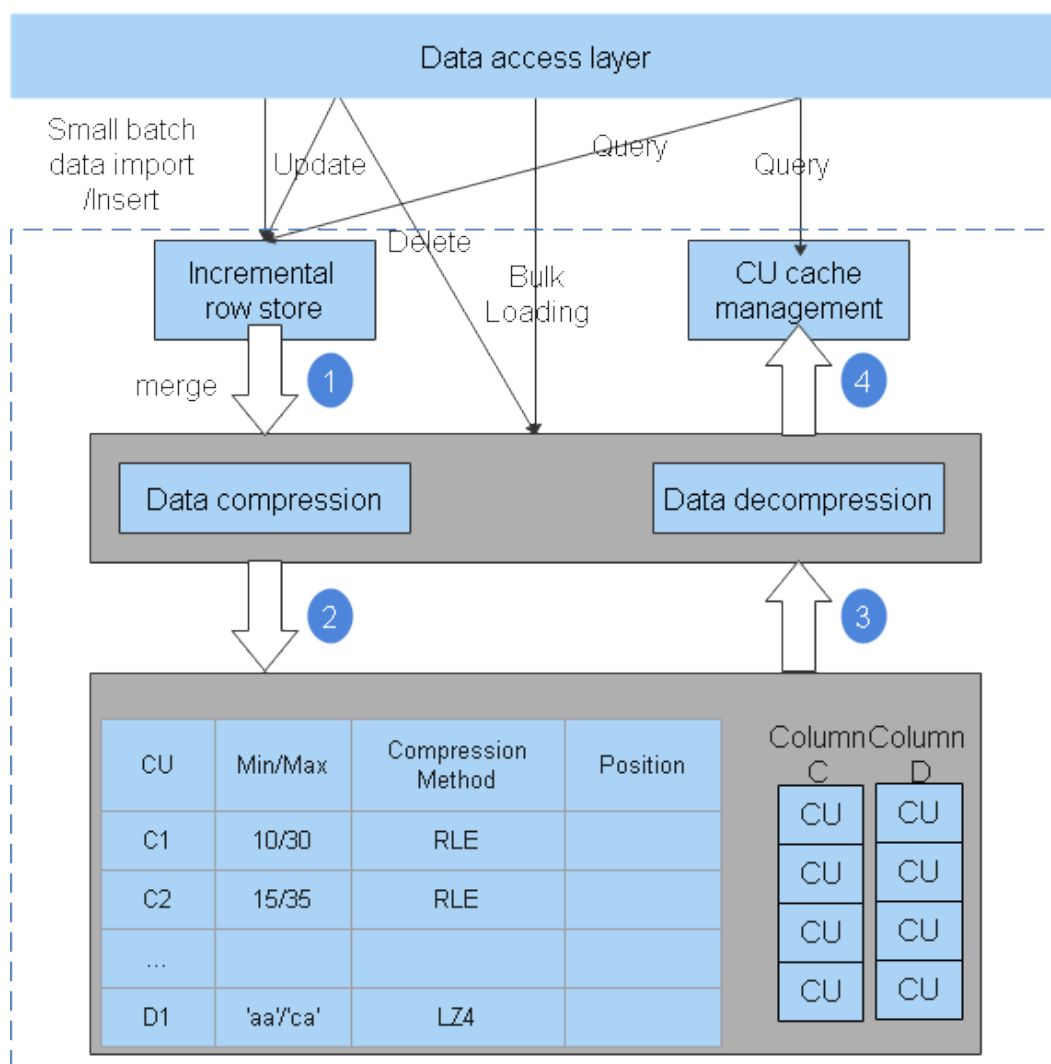 Data access layer
Small batch
data import
/Insert
Update
Query
Query
Delete
Bulk
Loading
Incremental
row store
CU cache
management
merge
1
4
Data compression
Data decompression
2
3
CU Min/Max Compression Method Position
C1 10/30 RLE
C2 15/35 RLE
...
D1 'aa'/'ca' LZ4
Column Column
C D
CU CU
CU CU
CU CU
CU CU